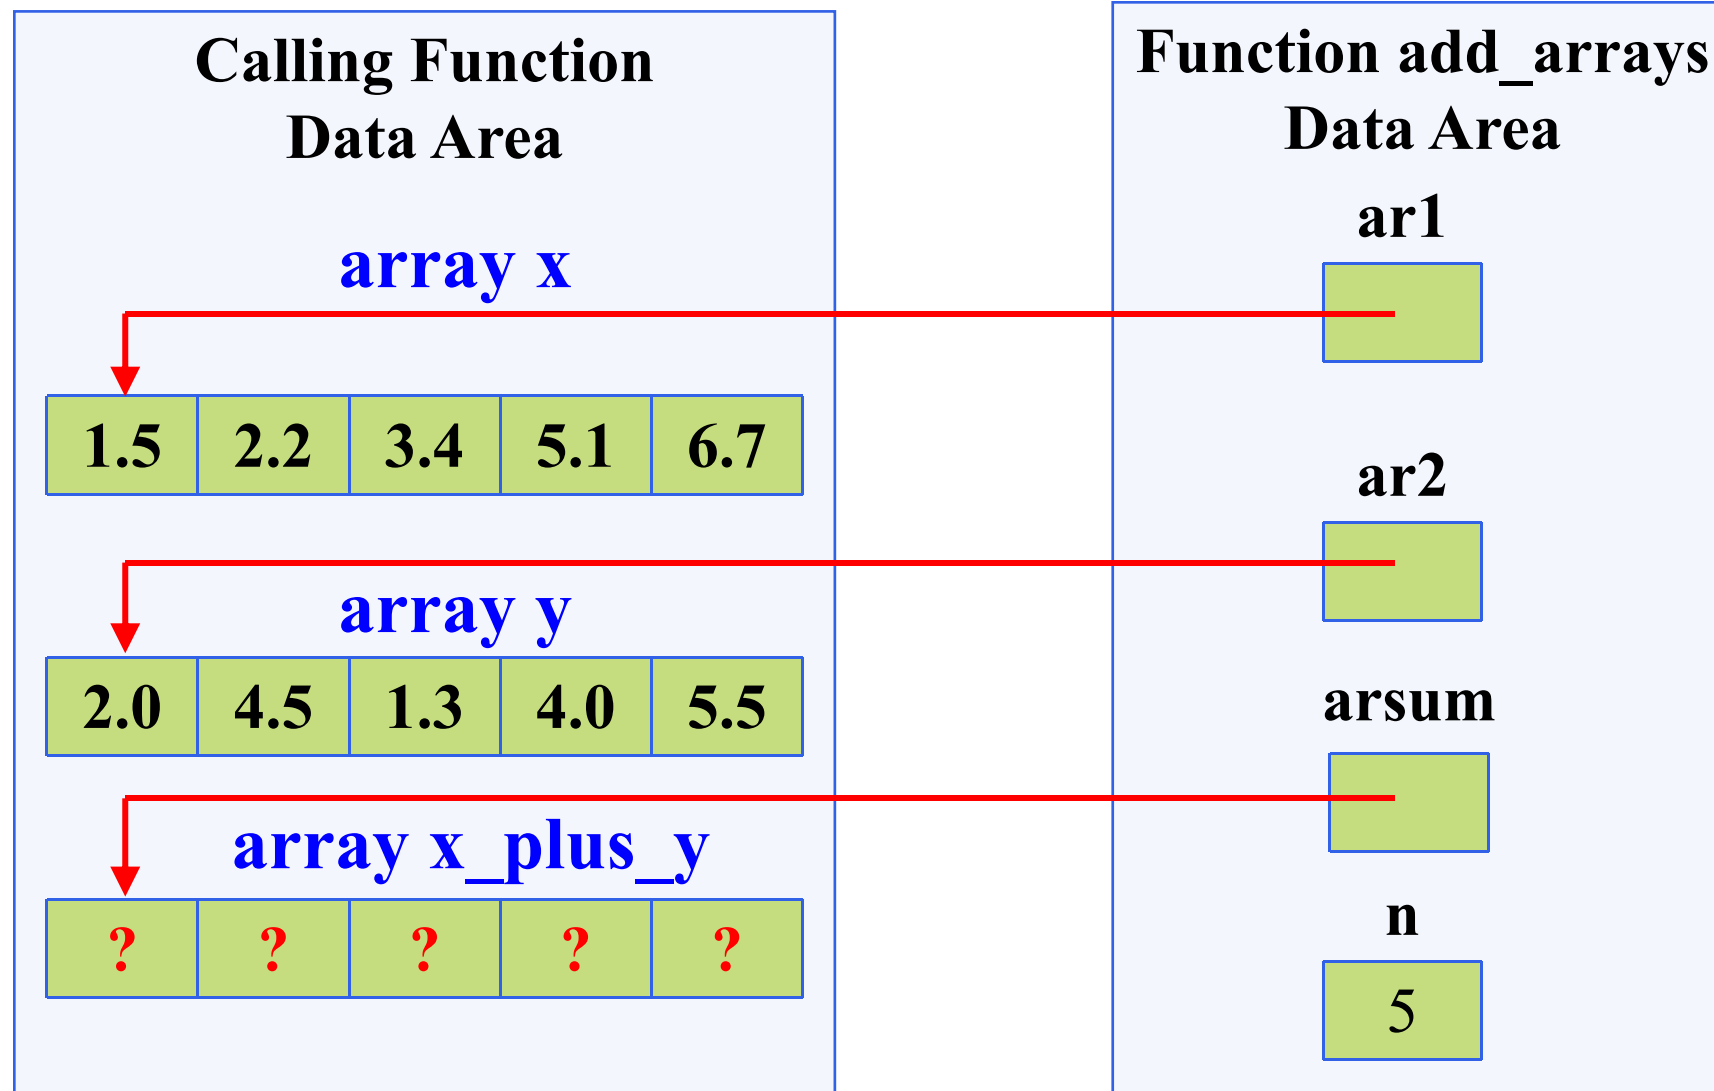 Calling Function
Data Area
array x
1.5 2.2 3.4 5.1 6.7
array y
2.0 4.5 1.3 4.0 5.5
array x_plus_y
? ? ? ? ?
Function add_arrays
Data Area
ar1
ar2
arsum
n
5